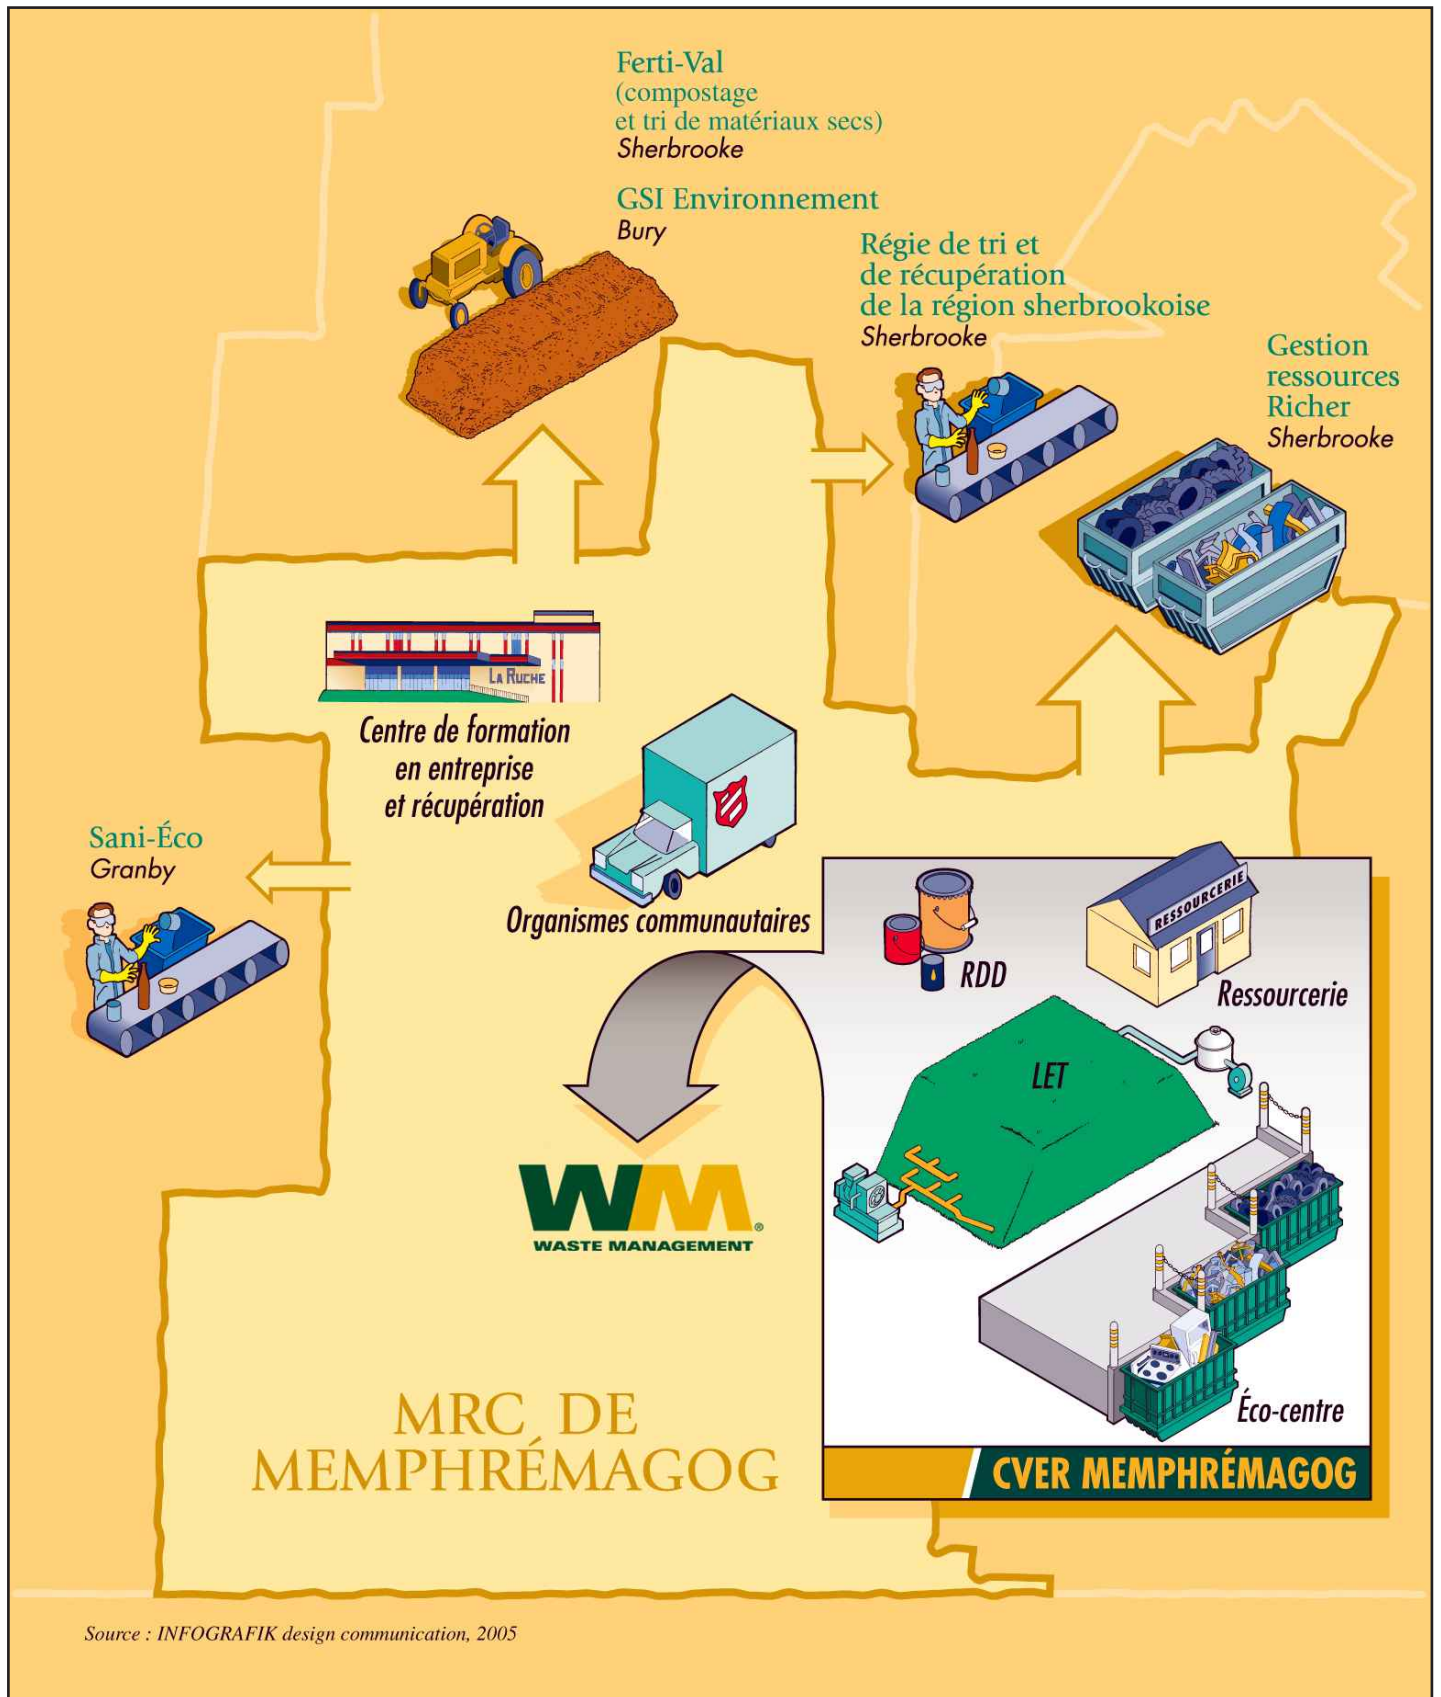 Ferti-Val
(compostage
et tri de matériaux secs)
Sherbrooke
GSI Environnement
Bury
Régie de tri et
de récupération
de la région sherbrookoise
Sherbrooke
Gestion
ressources
Richer
Sherbrooke
LA RUCHE
Centre de formation
en entreprise
et récupération
Sani-Éco
Granby
Organismes communautaires
RDD
RESSOURCERIE
Ressourcerie
LET
WM®
WASTE MANAGEMENT
Éco-centre
MRC DE
MEMPHRÉMAGOG
CVER MEMPHRÉMAGOG
Source : INFOGRAFIK design communication, 2005